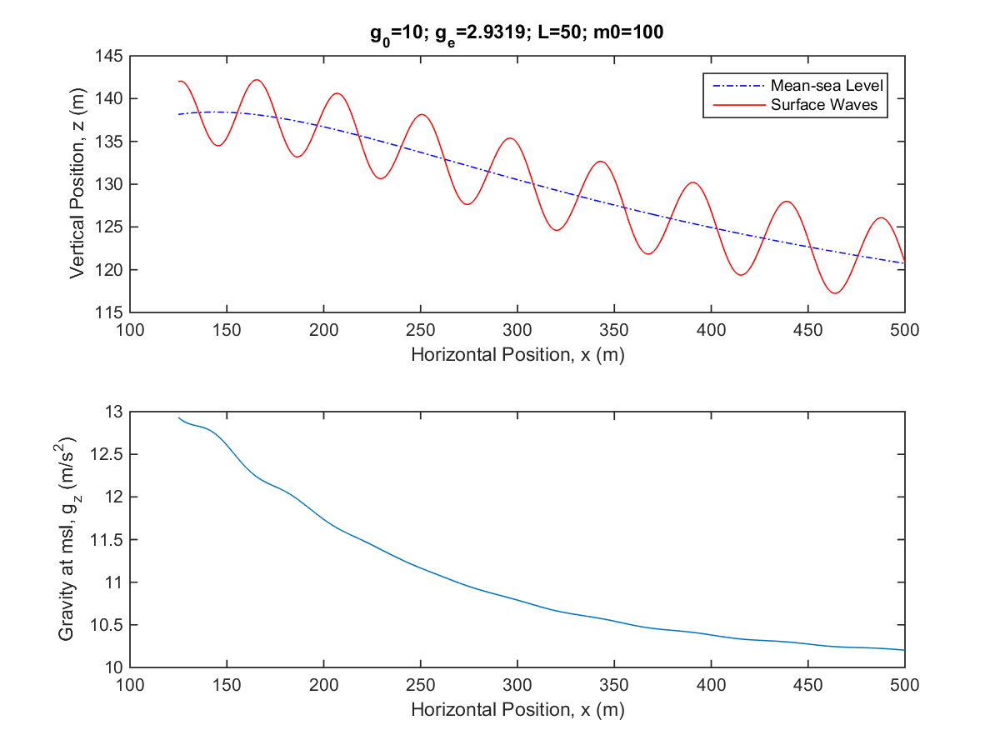 g0=10; ge=2.9319; L=50; m0=100
145
140
135
130
125
120
115
Vertical Position, z (m)
Mean-sea Level
Surface Waves
100 150 200 250 300 350 400 450 500
Horizontal Position, x (m)
13
12.5
12
11.5
11
10.5
10
Gravity at msl, gz (m/s2)
100 150 200 250 300 350 400 450 500
Horizontal Position, x (m)